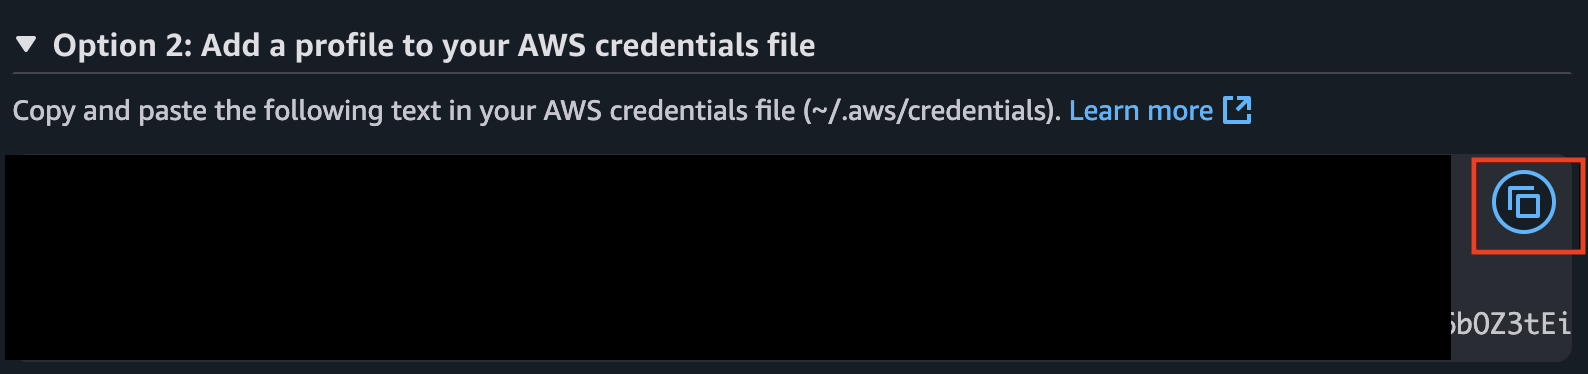 Option 2: Add a profile to your AWS credentials file
Copy and paste the following text in your AWS credentials file (~/.aws/credentials). Learn more
bOZ3tEi